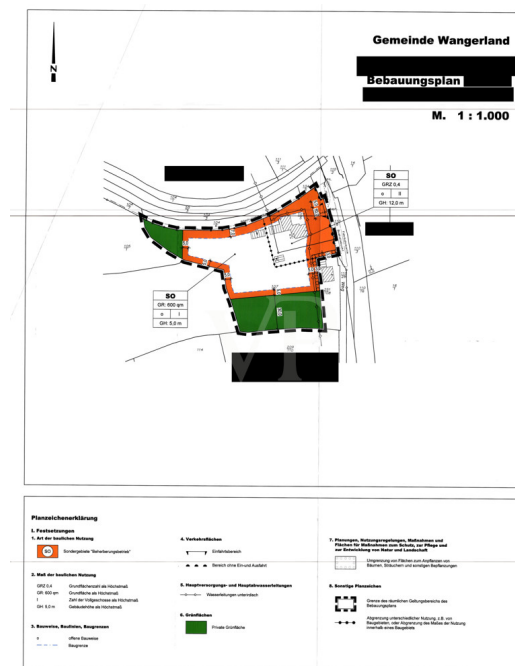 Gemeinde Wangerland
Bebauungsplan
M. 1 : 1.000
N
SO
GRZ 0,4
o II
GH: 12,0 m
SO
GR: 600 qm
o I
GH: 5,0 m
Planzeichenerklärung
I. Festsetzungen
1. Art der baulichen Nutzung
SO Sondergebiete "Beherbergungsbetrieb"
2. Maß der baulichen Nutzung
GRZ 0,4 Grundflächenzahl als Höchstmaß
GR: 600 qm Grundfläche als Höchstmaß
I Zahl der Vollgeschosse als Höchstmaß
GH: 5,0 m Gebäudehöhe als Höchstmaß
3. Bauweise, Baulinien, Baugrenzen
o offene Bauweise
Baugrenze
4. Verkehrsflächen
Einfahrtsbereich
Bereich ohne Ein-und Ausfahrt
5. Hauptversorgungs- und Hauptabwasserleitungen
Wasserleitungen unterirdisch
6. Grünflächen
Private Grünfläche
7. Planungen, Nutzungsregelungen, Maßnahmen und
Flächen für Maßnahmen zum Schutz, zur Pflege und
zur Entwicklung von Natur und Landschaft
Umgrenzung von Flächen zum Anpflanzen von
Bäumen, Sträuchern und sonstigen Bepflanzungen
8. Sonstige Planzeichen
Grenze des räumlichen Geltungsbereichs des
Bebauungsplans
Abgrenzung unterschiedlicher Nutzung, z.B. von
Baugebieten, oder Abgrenzung des Maßes der Nutzung
innerhalb eines Baugebiets